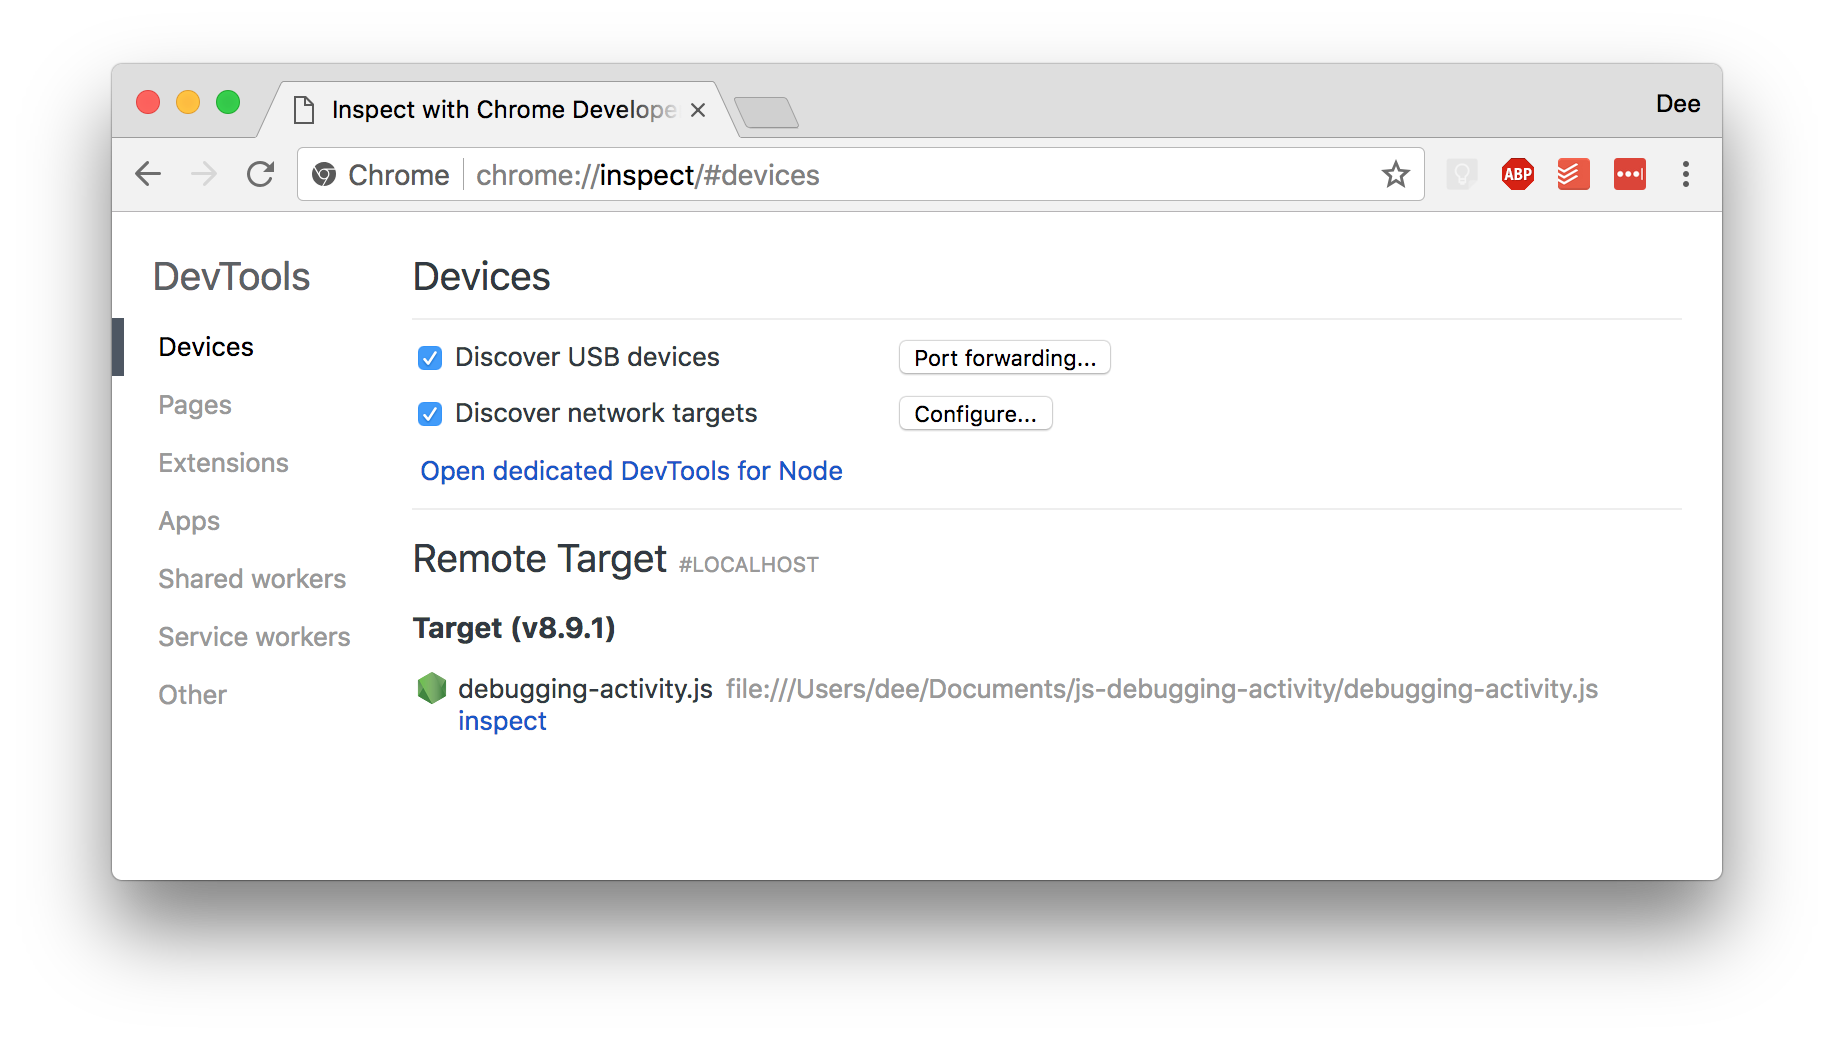 Inspect with Chrome Develope
Dee
Chrome chrome://inspect/#devices
ABP
DevTools
Devices
Pages
Extensions
Apps
Shared workers
Service workers
Other
Devices
Discover USB devices Port forwarding...
Discover network targets Configure...
Open dedicated DevTools for Node
Remote Target #LOCALHOST
Target (v8.9.1)
debugging-activity.js file:///Users/dee/Documents/js-debugging-activity/debugging-activity.js
inspect